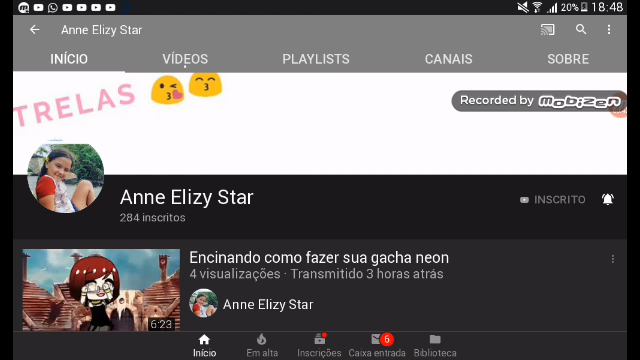 20% 18:48
Anne Elizy Star
INÍCIO VÍDEOS PLAYLISTS CANAIS SOBRE
TRELAS
Recorded by MOBIZEN
Anne Elizy Star
284 inscritos
INSCRITO
Encinando como fazer sua gacha neon
4 visualizações · Transmitido 3 horas atrás
Anne Elizy Star
6:23
6
Início Em alta Inscrições Caixa entrada Biblioteca